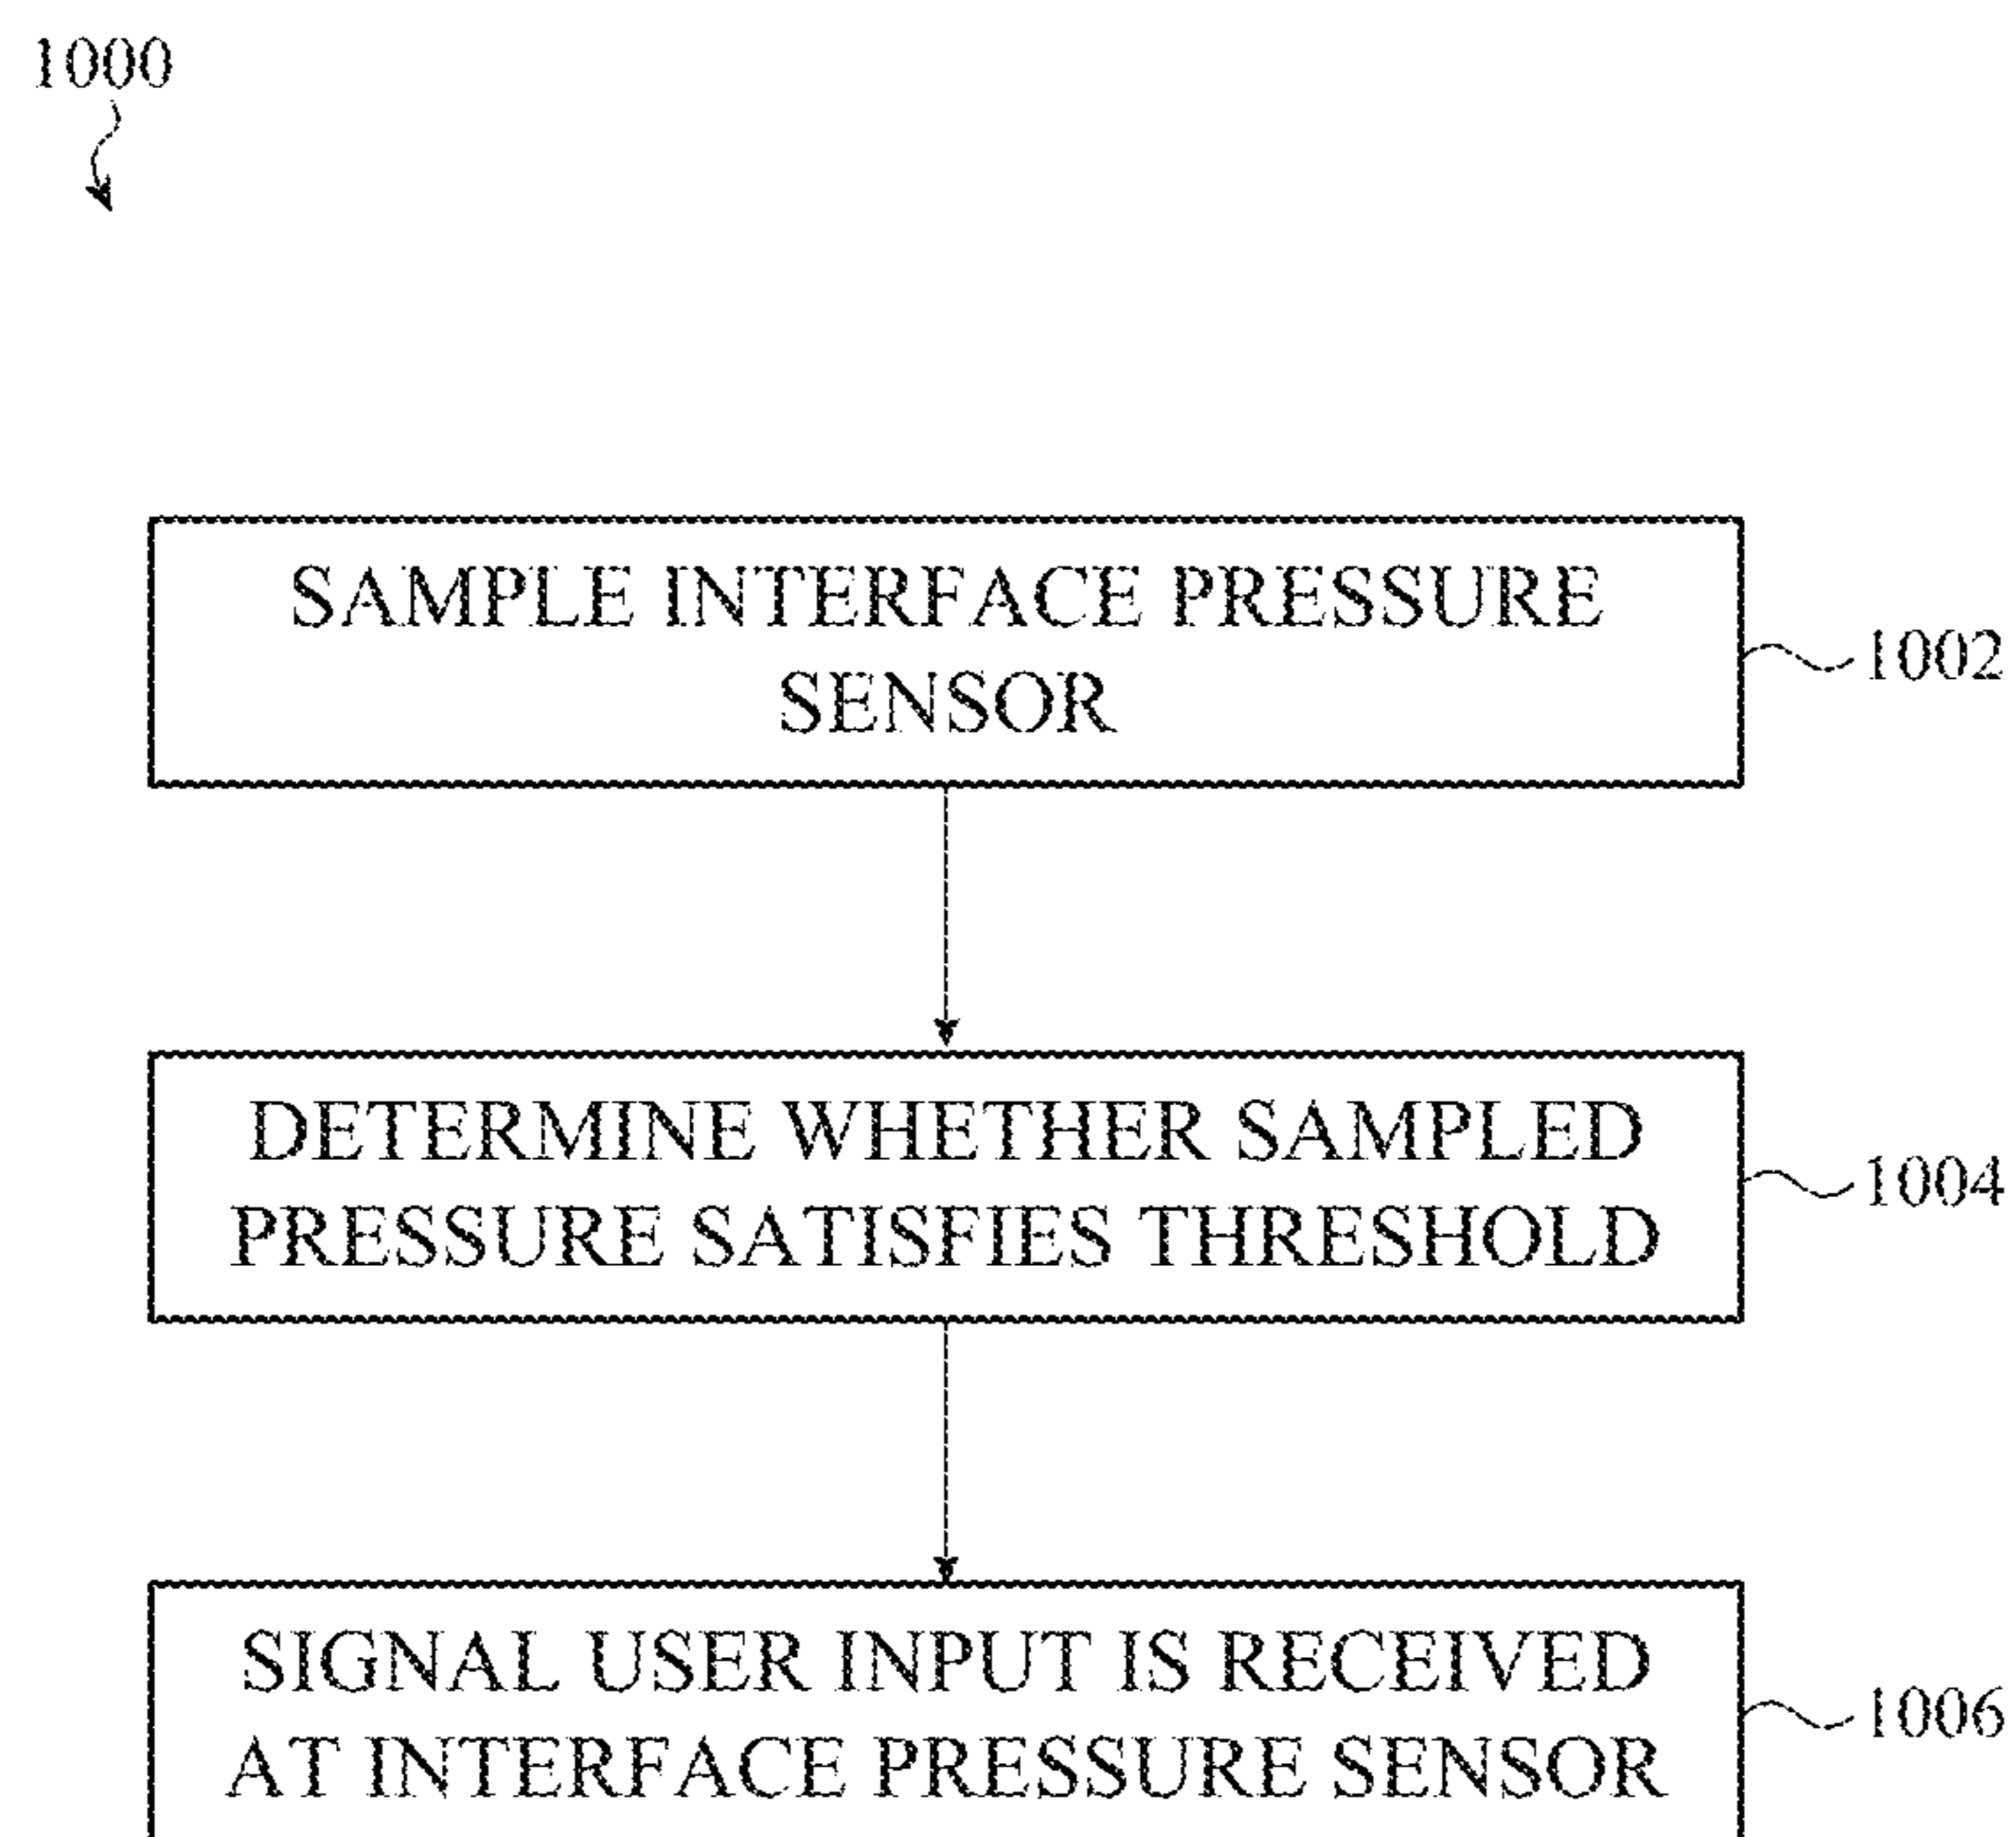 1000
SAMPLE INTERFACE PRESSURE
SENSOR
1002
DETERMINE WHETHER SAMPLED
PRESSURE SATISFIES THRESHOLD
1004
SIGNAL USER INPUT IS RECEIVED
AT INTERFACE PRESSURE SENSOR
1006